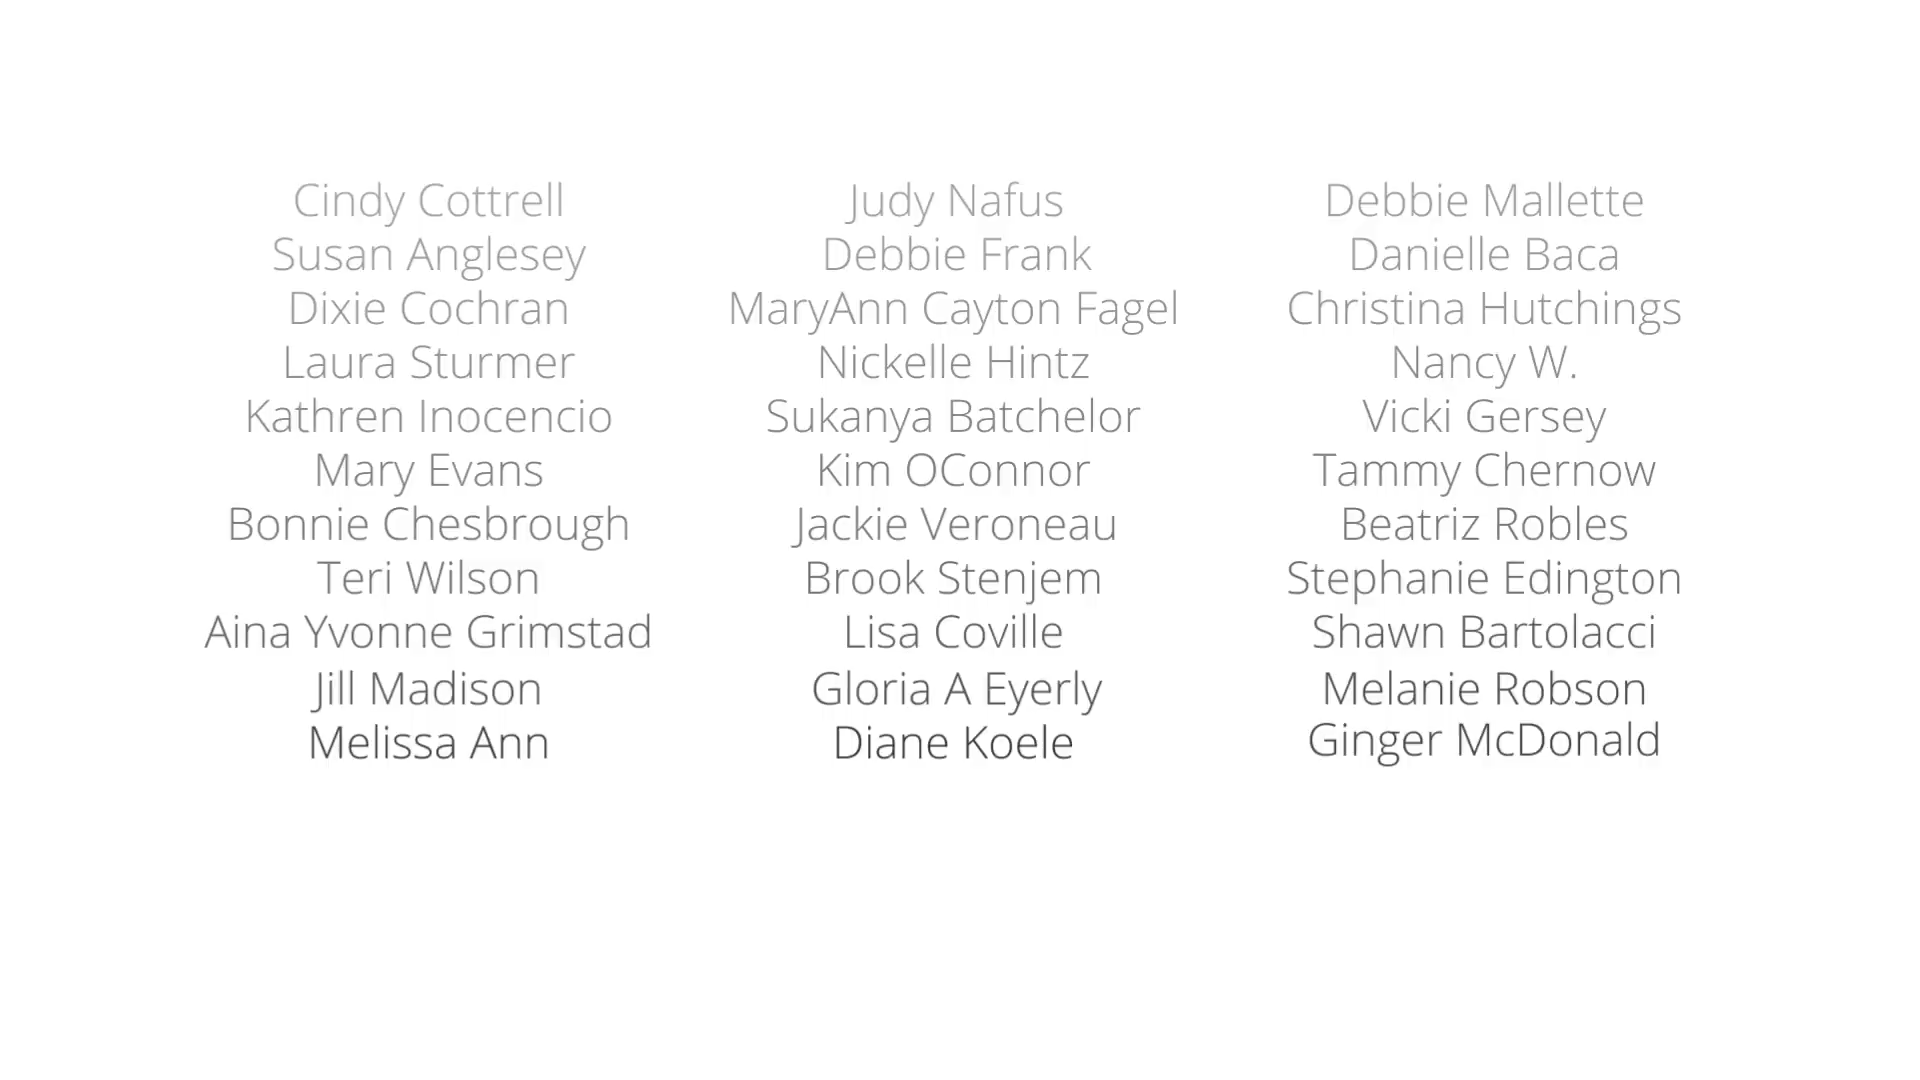 Cindy Cottrell
Susan Anglesey
Dixie Cochran
Laura Sturmer
Kathren Inocencio
Mary Evans
Bonnie Chesbrough
Teri Wilson
Aina Yvonne Grimstad
Jill Madison
Melissa Ann
Judy Nafus
Debbie Frank
MaryAnn Cayton Fagel
Nickelle Hintz
Sukanya Batchelor
Kim OConnor
Jackie Veroneau
Brook Stenjem
Lisa Coville
Gloria A Eyerly
Diane Koele
Debbie Mallette
Danielle Baca
Christina Hutchings
Nancy W.
Vicki Gersey
Tammy Chernow
Beatriz Robles
Stephanie Edington
Shawn Bartolacci
Melanie Robson
Ginger McDonald